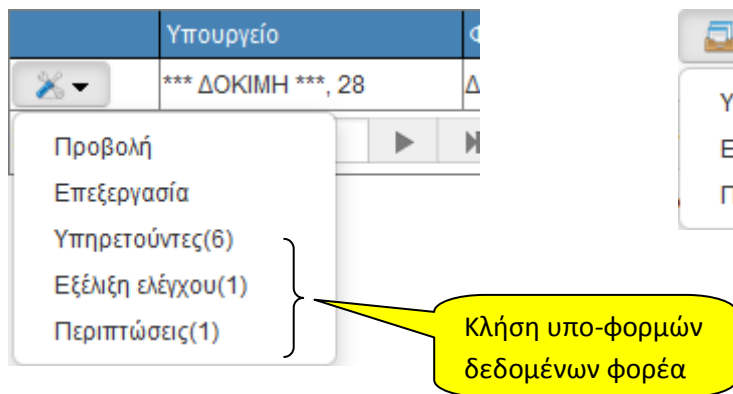 Υπουργείο
*** ΔΟΚΙΜΗ ***, 28
Προβολή
Επεξεργασία
Υπηρετούντες(6)
Εξέλιξη ελέγχου(1)
Περιπτώσεις(1)
Κλήση υπο-φορμών
δεδομένων φορέα